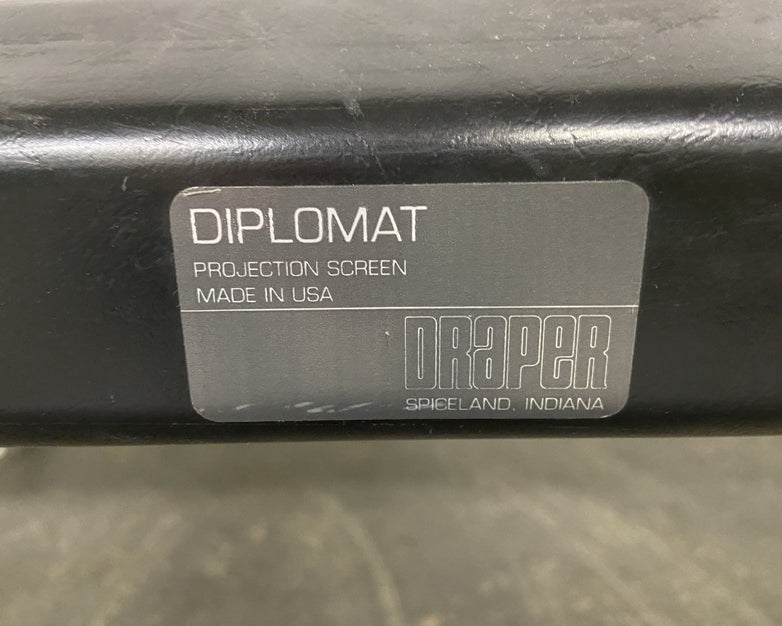 DIPLOMAT
PROJECTION SCREEN
MADE IN USA
DRAPER
SPICELAND, INDIANA